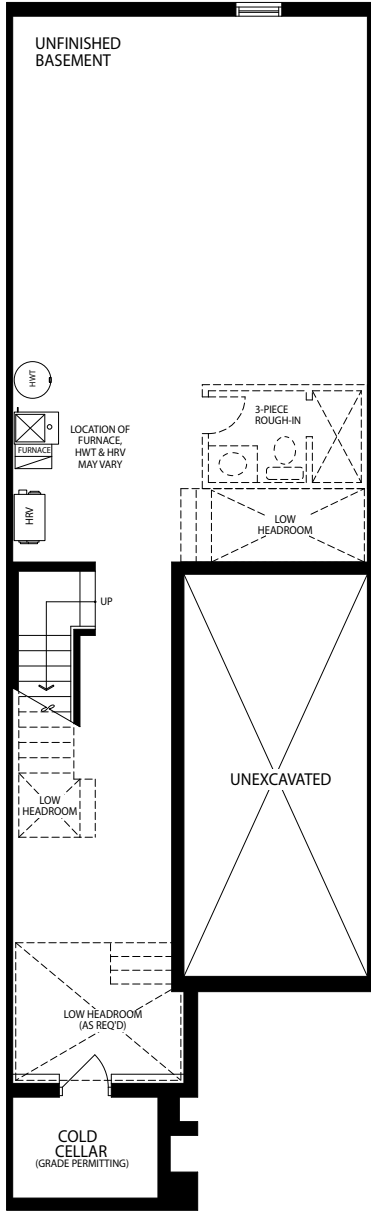 UNFINISHED
BASEMENT
HWT
LOCATION OF
FURNACE,
HWT & HRV
MAY VARY
FURNACE
3-PIECE
ROUGH-IN
HRV
LOW
HEADROOM
UP
UNEXCAVATED
LOW
HEADROOM
LOW HEADROOM
(AS REQ'D)
COLD
CELLAR
(GRADE PERMITTING)